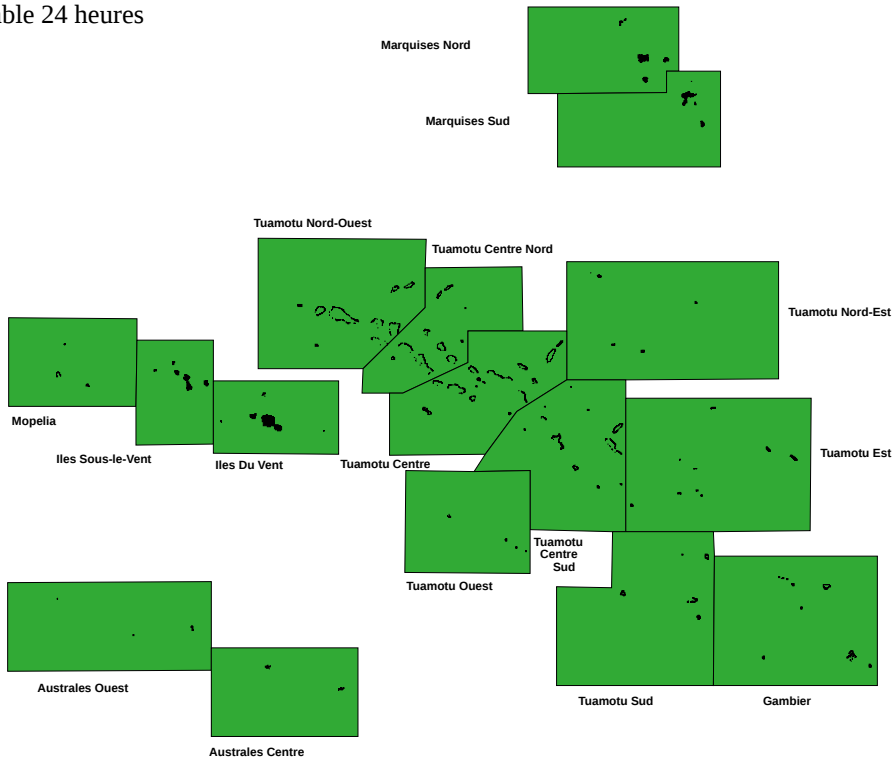 24 heures
Marquises Nord
Marquises Sud
Tuamotu Nord-Ouest
Tuamotu Centre Nord
Tuamotu Nord-Est
Mopelia
Iles Sous-le-Vent
Iles Du Vent
Tuamotu Centre
Tuamotu Est
Tuamotu
Centre
Sud
Tuamotu Ouest
Australes Ouest
Tuamotu Sud
Gambier
Australes Centre